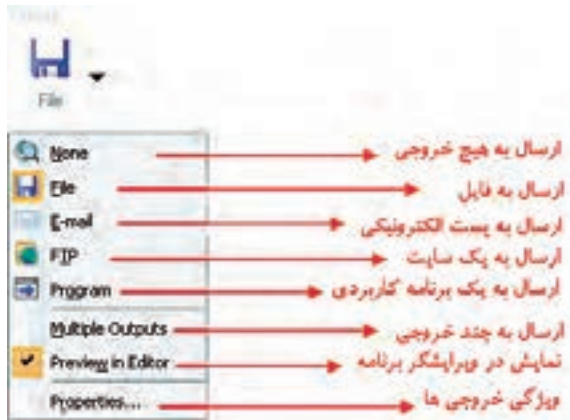 File
None ارسال به هیچ خروجی
File ارسال به فایل
E-mail ارسال به پست الکترونیکی
FTP ارسال به یک سایت
Program ارسال به یک برنامه کاربردی
Multiple Outputs ارسال به چند خروجی
Preview in Editor نمایش در ویرایشگر برنامه
Properties... ویژگی خروجی ها